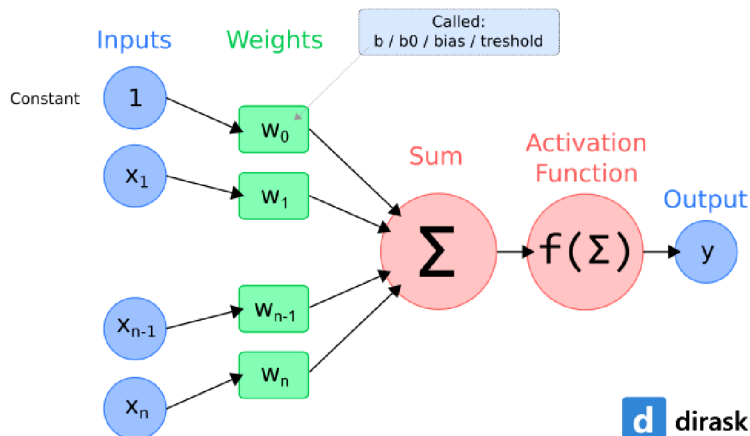 Called:
b / b0 / bias / treshold
Inputs
Weights
Constant
1
w0
x1
w1
Sum
Activation
Function
Output
Σ
f(Σ)
y
xn-1
wn-1
xn
wn
d dirask